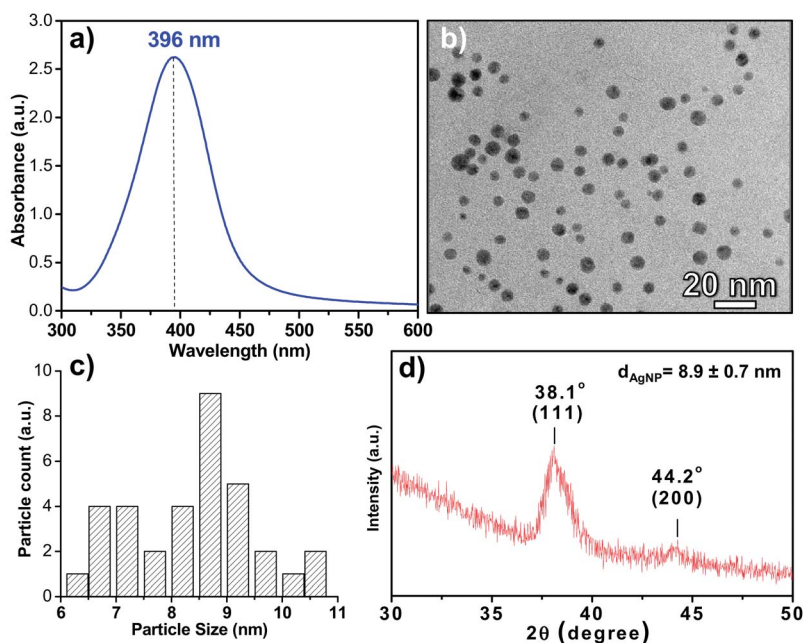 a)
396 nm
3.0
2.5
2.0
1.5
1.0
0.5
0.0
Absorbance (a.u.)
300 350 400 450 500 550 600
Wavelength (nm)
b)
20 nm
c)
10
8
6
4
2
0
Particle count (a.u.)
6 7 8 9 10 11
Particle Size (nm)
d)
d_AgNP= 8.9 ± 0.7 nm
38.1°
(111)
44.2°
(200)
Intensity (a.u.)
30 35 40 45 50
2θ (degree)